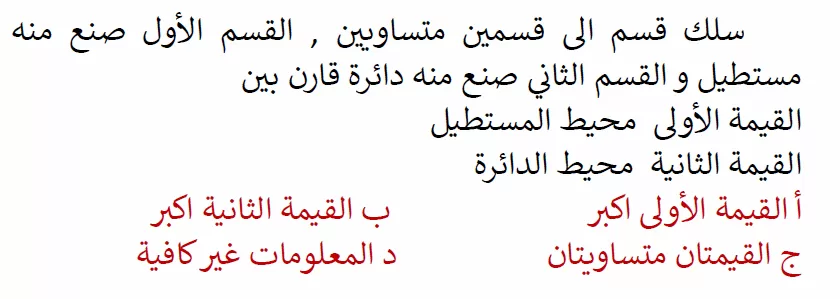 سلك قسم الى قسمين متساويين , القسم الأول صنع منه
مستطيل و القسم الثاني صنع منه دائرة قارن بين
القيمة الأولى محيط المستطيل
القيمة الثانية محيط الدائرة
أ القيمة الأولى اكبر ب القيمة الثانية اكبر
ج القيمتان متساويتان د المعلومات غير كافية